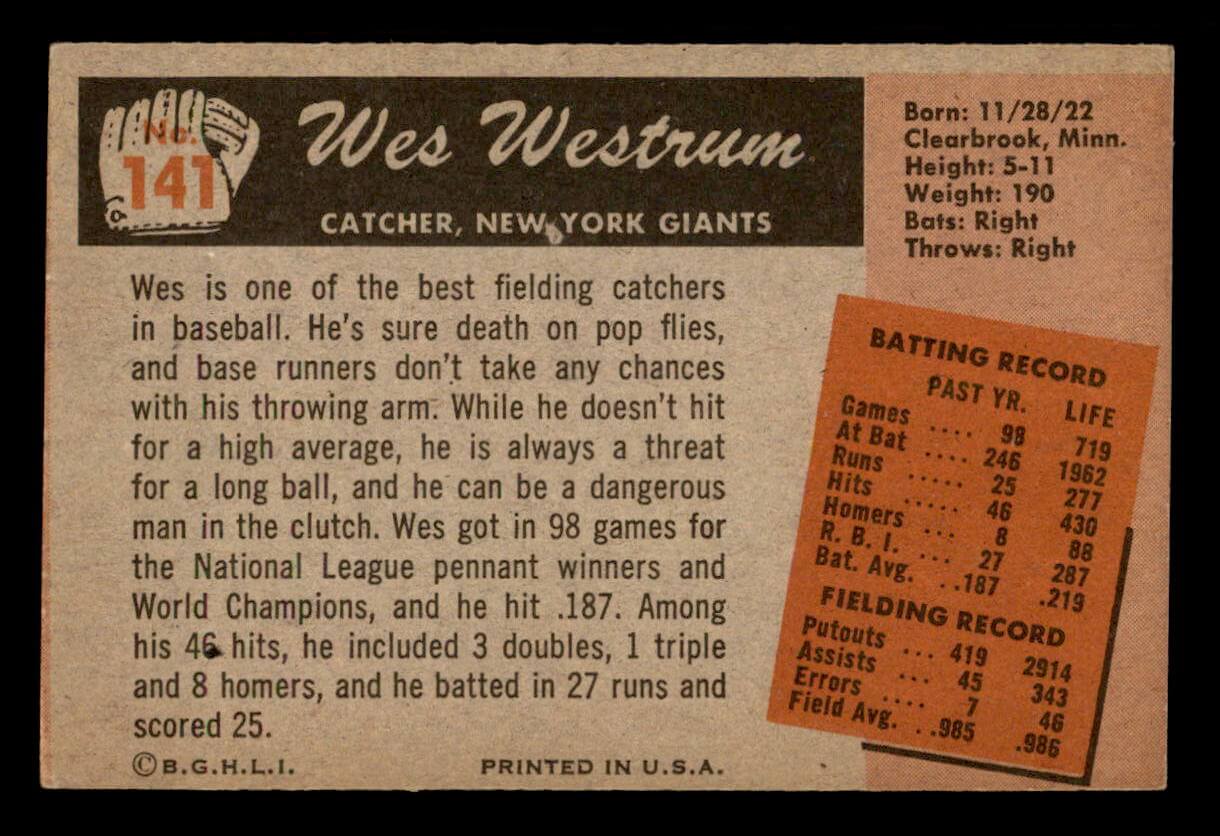 No.
141
Wes Westrum
CATCHER, NEW YORK GIANTS
Born: 11/28/22
Clearbrook, Minn.
Height: 5-11
Weight: 190
Bats: Right
Throws: Right
Wes is one of the best fielding catchers
in baseball. He's sure death on pop flies,
and base runners don't take any chances
with his throwing arm. While he doesn't hit
for a high average, he is always a threat
for a long ball, and he can be a dangerous
man in the clutch. Wes got in 98 games for
the National League pennant winners and
World Champions, and he hit .187. Among
his 46 hits, he included 3 doubles, 1 triple
and 8 homers, and he batted in 27 runs and
scored 25.
© B.G.H.L.I. PRINTED IN U.S.A.
BATTING RECORD
PAST YR. LIFE
Games .... 98 719
At Bat .... 246 1962
Runs ..... 25 277
Hits ..... 46 430
Homers ... 8 88
R. B. I. ... 27 287
Bat. Avg. ..187 .219
FIELDING RECORD
Putouts ... 419 2914
Assists ... 45 343
Errors .... 7 46
Field Avg. ..985 .986